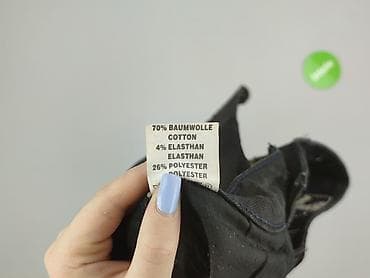 70% BAUMWOLLE
COTTON
4% ELASTHAN
ELASTHAN
26% POLYESTER
POLYESTER